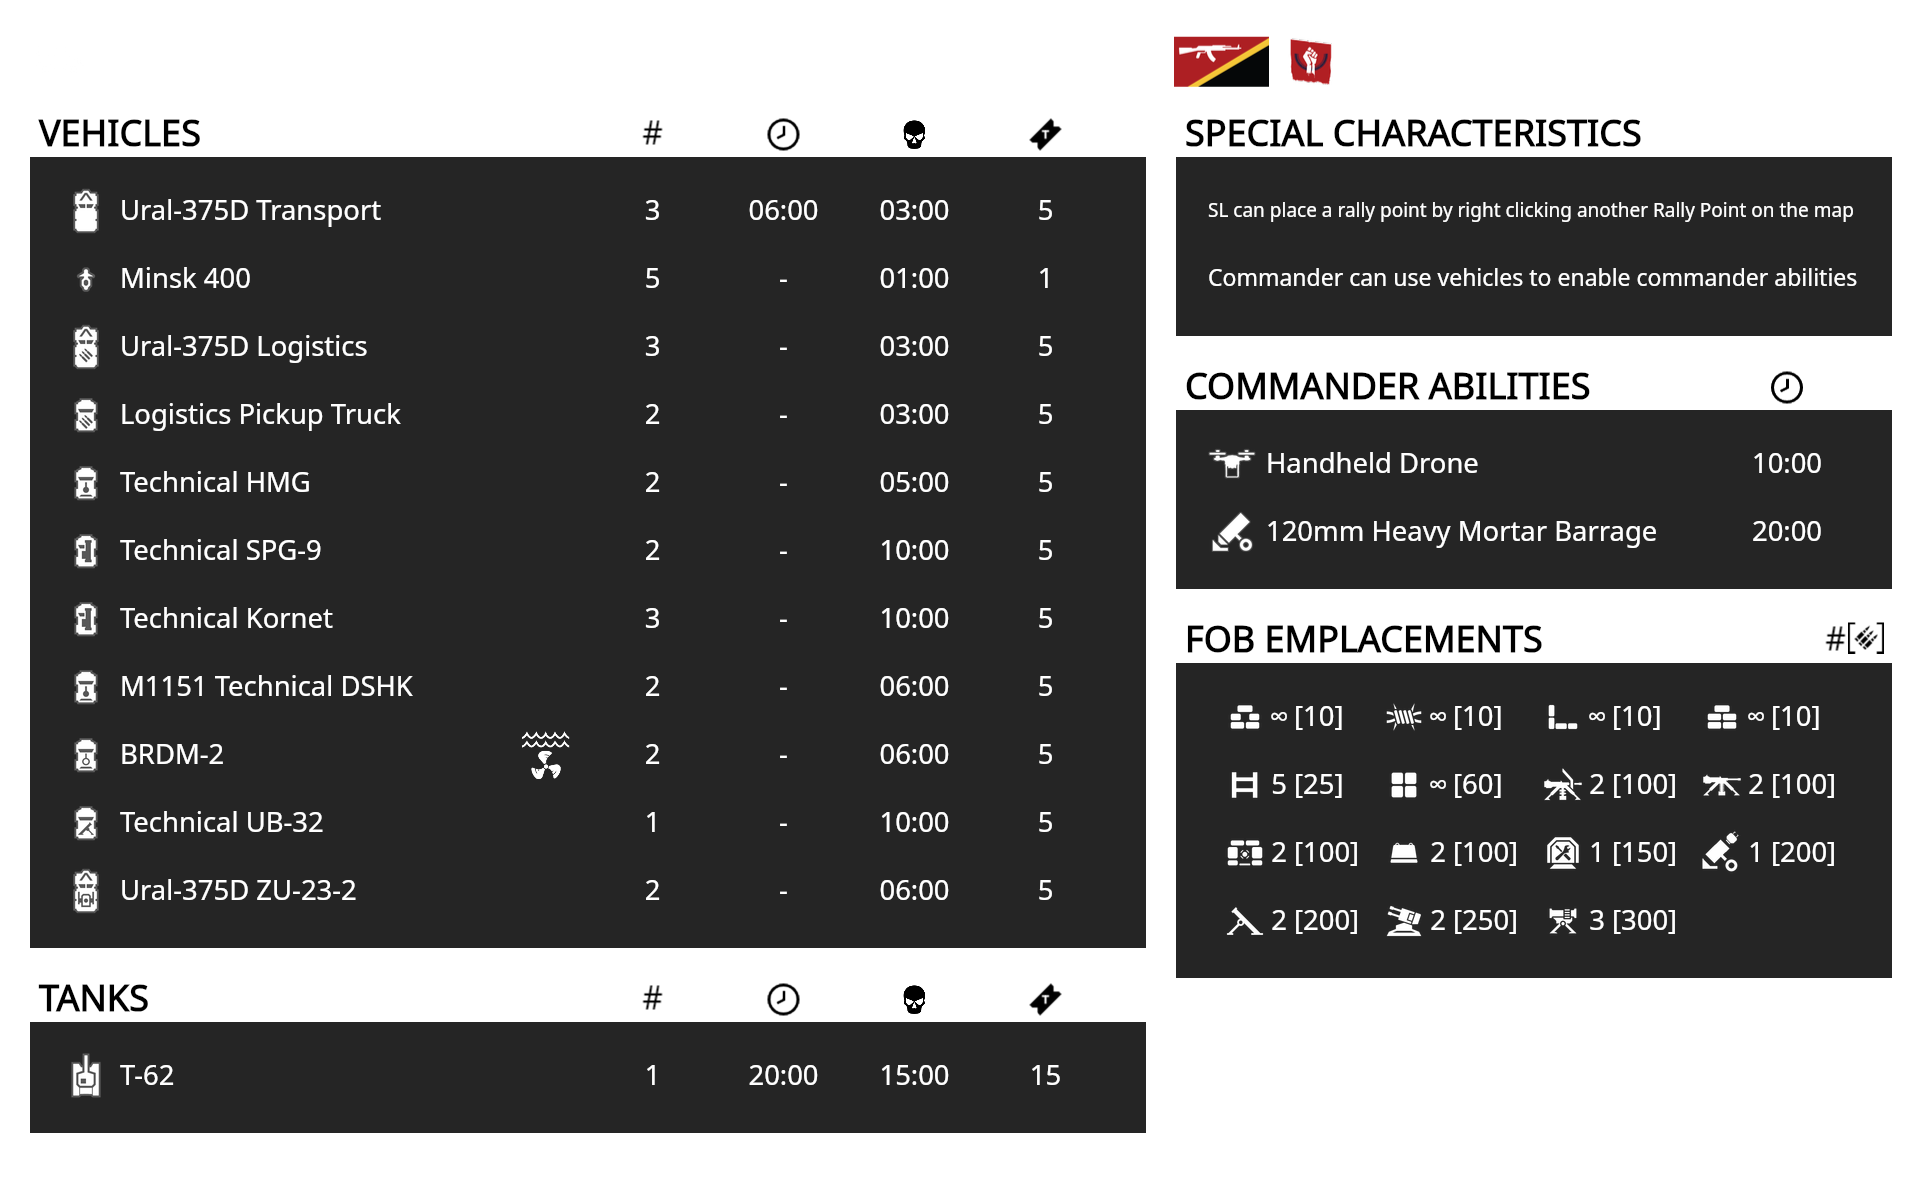 VEHICLES #
Ural-375D Transport 3 06:00 03:00 5
Minsk 400 5 - 01:00 1
Ural-375D Logistics 3 - 03:00 5
Logistics Pickup Truck 2 - 03:00 5
Technical HMG 2 - 05:00 5
Technical SPG-9 2 - 10:00 5
Technical Kornet 3 - 10:00 5
M1151 Technical DSHK 2 - 06:00 5
BRDM-2 2 - 06:00 5
Technical UB-32 1 - 10:00 5
Ural-375D ZU-23-2 2 - 06:00 5
TANKS #
T-62 1 20:00 15:00 15
SPECIAL CHARACTERISTICS
SL can place a rally point by right clicking another Rally Point on the map
Commander can use vehicles to enable commander abilities
COMMANDER ABILITIES
Handheld Drone 10:00
120mm Heavy Mortar Barrage 20:00
FOB EMPLACEMENTS #[]
∞ [10] ∞ [10] ∞ [10] ∞ [10]
5 [25] ∞ [60] 2 [100] 2 [100]
2 [100] 2 [100] 1 [150] 1 [200]
2 [200] 2 [250] 3 [300]